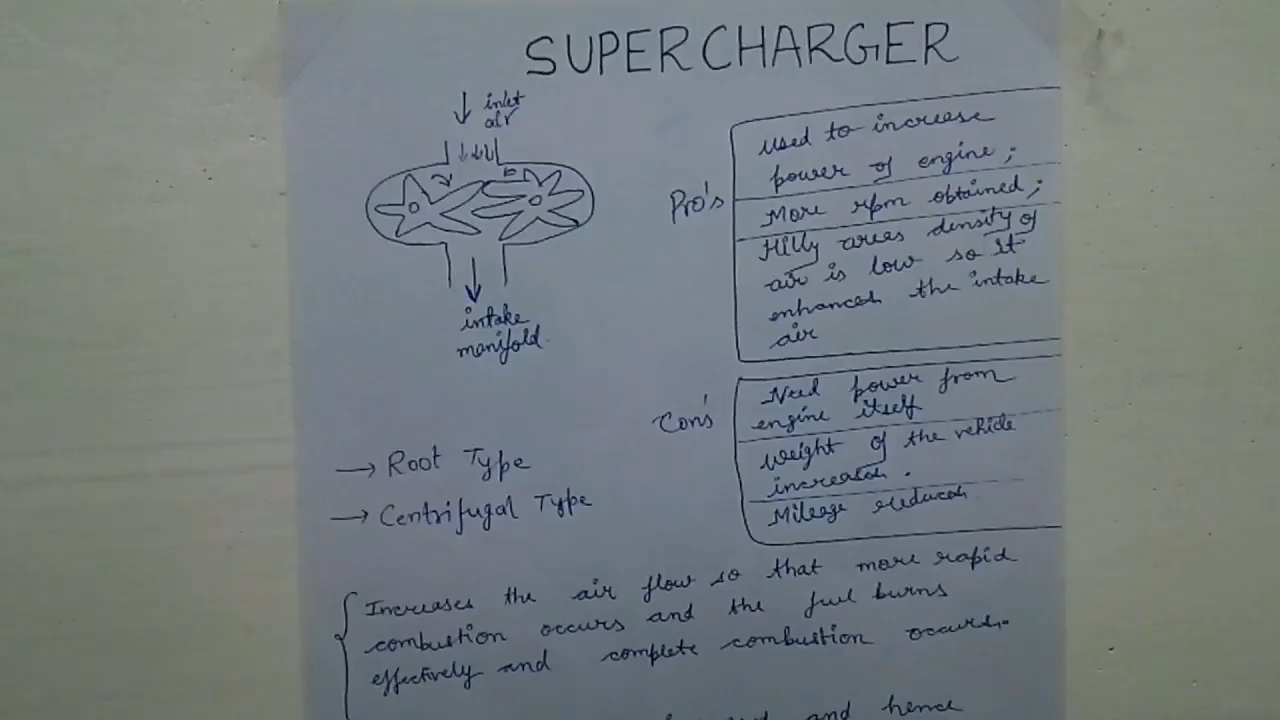 SUPERCHARGER
inlet
air
intake
manifold.
Pro's
used to increase
power of engine;
More rpm obtained;
Hilly areas density of
air is low so it
enhances the intake
air
Con's
Need power from
engine itself
Weight of the vehicle
increases.
Mileage reduces
→ Root Type
→ Centrifugal Type
Increases the air flow so that more rapid
combustion occurs and the fuel burns
effectively and complete combustion occurs.
and hence